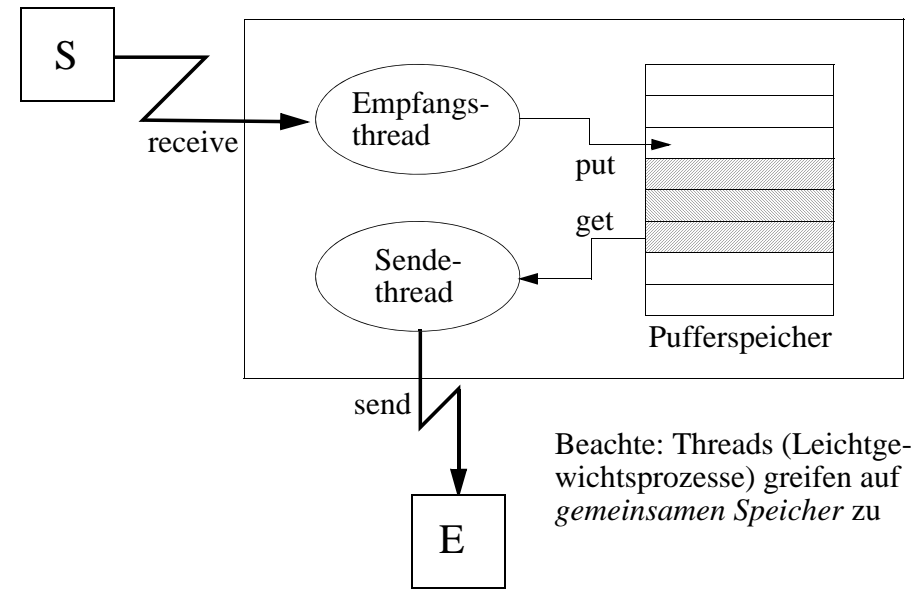 S
receive
Empfangs-
thread
put
get
Sende-
thread
Pufferspeicher
send
Beachte: Threads (Leichtge-
wichtsprozesse) greifen auf
gemeinsamen Speicher zu
E